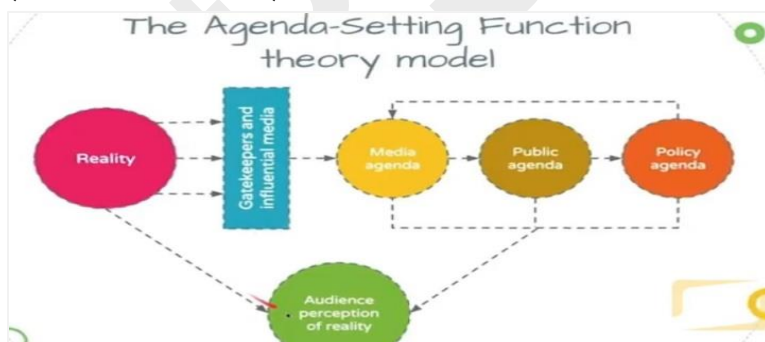 The Agenda-Setting Function
theory model
Reality
Gatekeepers and
influential media
Media
agenda
Public
agenda
Policy
agenda
Audience
perception
of reality